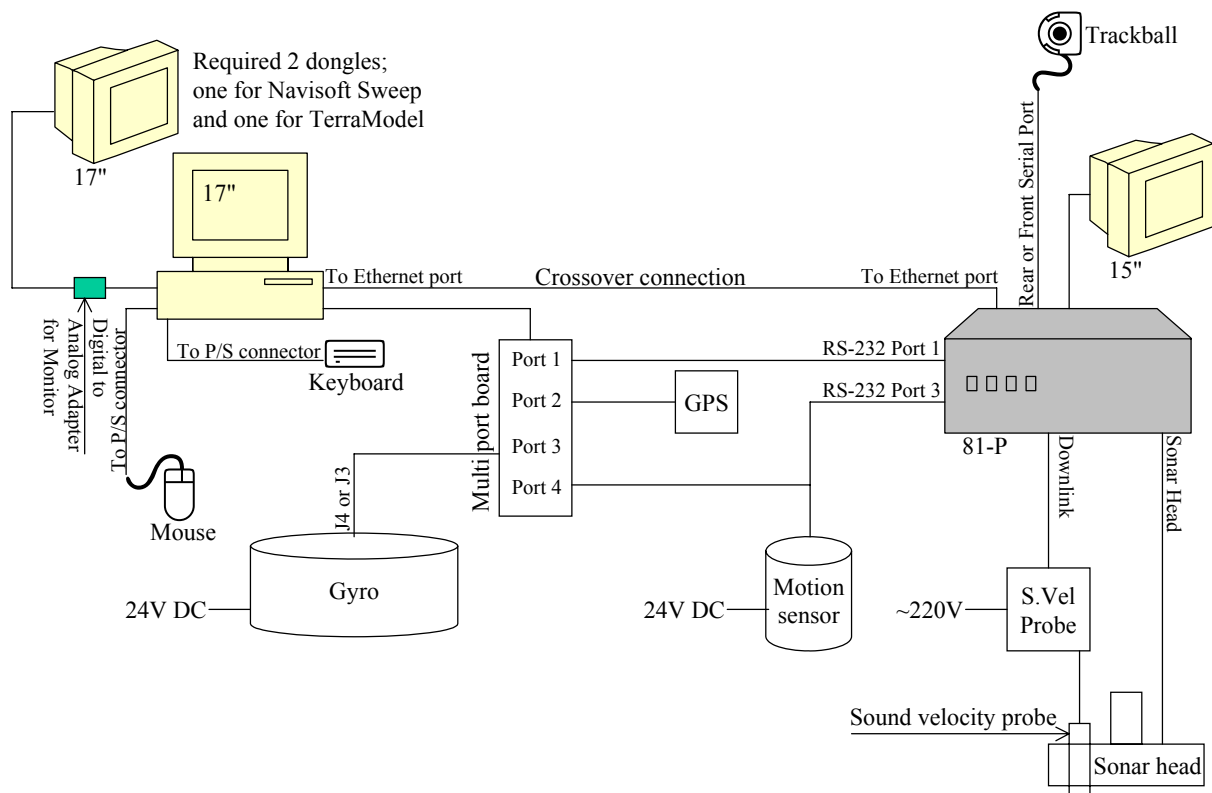 Required 2 dongles;
one for Navisoft Sweep
and one for TerraModel
17"
17"
Trackball
Rear or Front Serial Port
15"
To Ethernet port
Crossover connection
To Ethernet port
Digital to
Analog Adapter
for Monitor
To P/S connector
To P/S connector
Keyboard
Mouse
Multi port board
Port 1
Port 2
Port 3
Port 4
RS-232 Port 1
RS-232 Port 3
GPS
81-P
Downlink
Sonar Head
J4 or J3
Gyro
24V DC
Motion
sensor
24V DC
S.Vel
Probe
~220V
Sound velocity probe
Sonar head